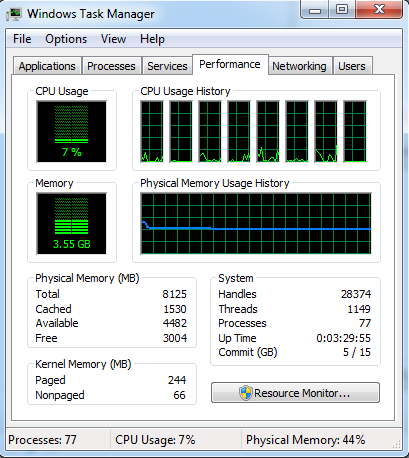 Windows Task Manager
File Options View Help
Applications Processes Services Performance Networking Users
CPU Usage CPU Usage History
7 %
Memory Physical Memory Usage History
3.55 GB
Physical Memory (MB) System
Total 8125 Handles 28374
Cached 1530 Threads 1149
Available 4482 Processes 77
Free 3004 Up Time 0:03:29:55
Kernel Memory (MB) Commit (GB) 5 / 15
Paged 244
Nonpaged 66 Resource Monitor...
Processes: 77 CPU Usage: 7% Physical Memory: 44%